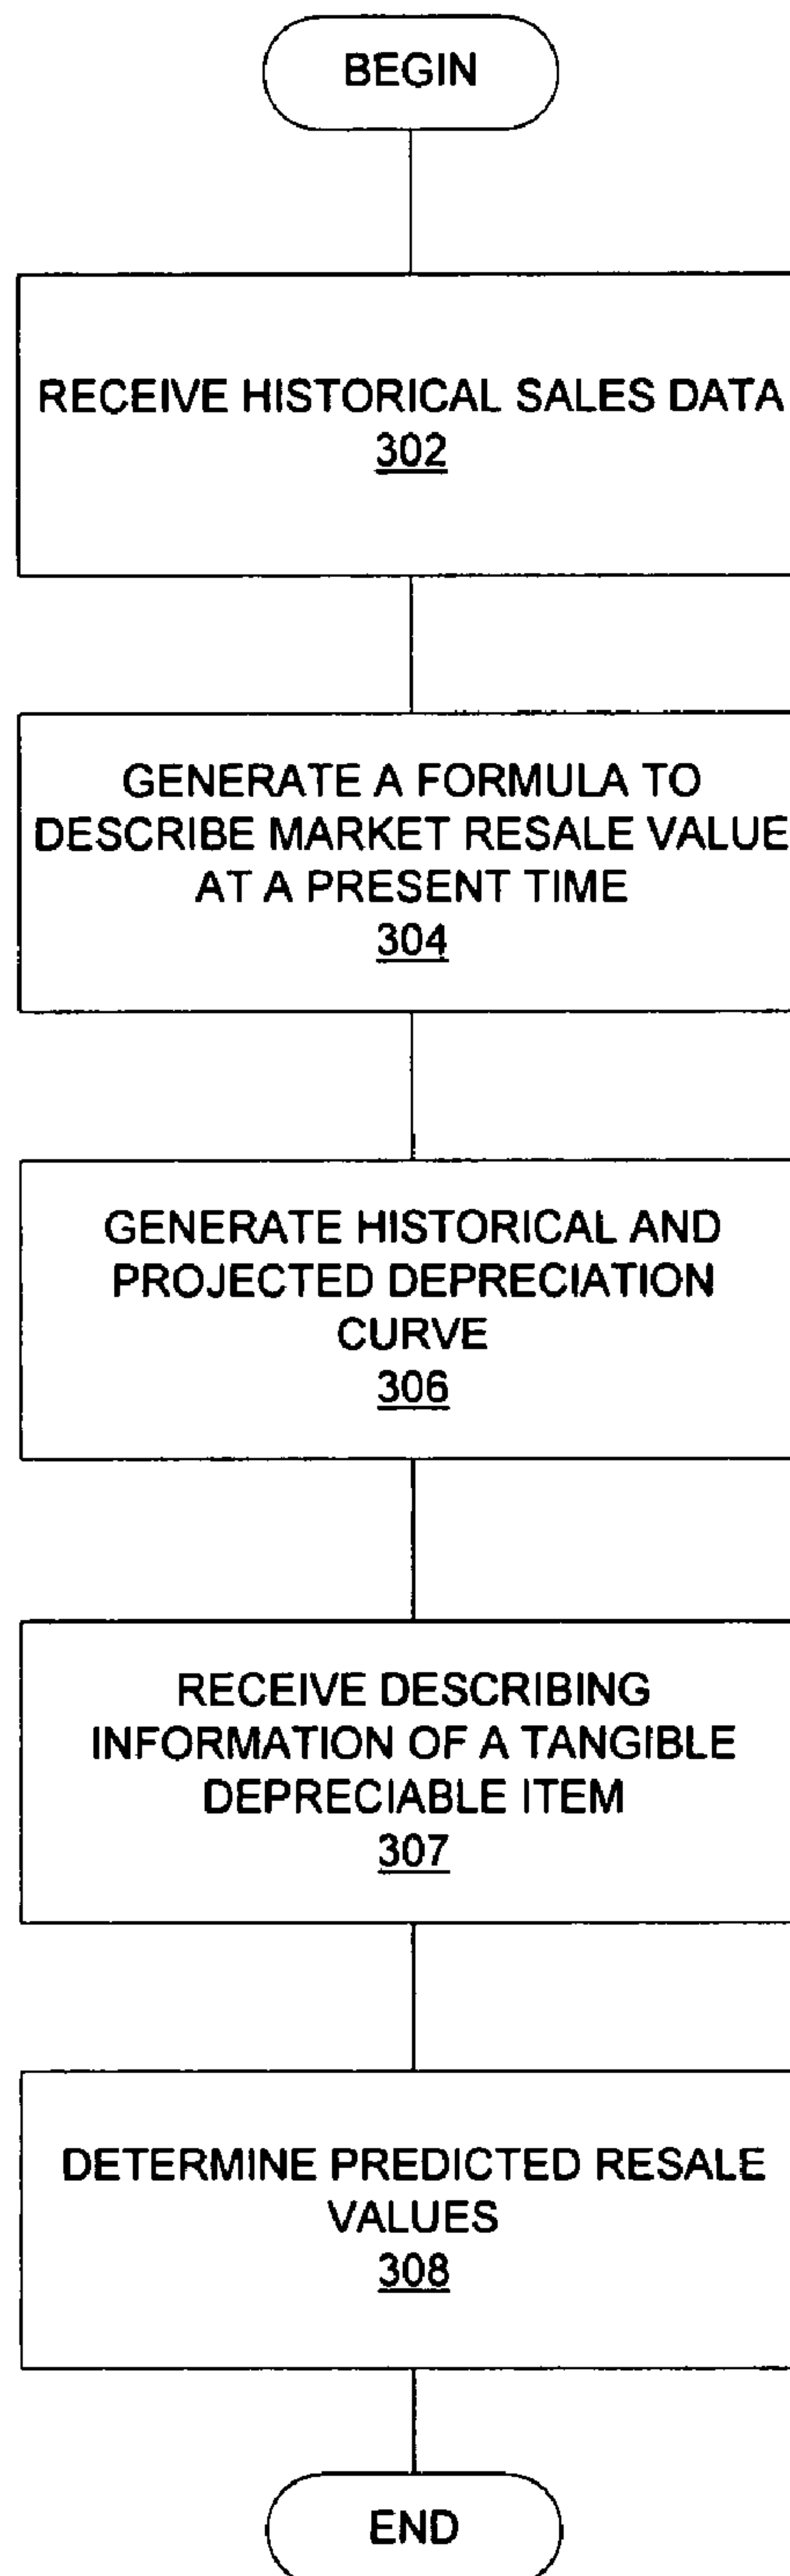 BEGIN
RECEIVE HISTORICAL SALES DATA
302
GENERATE A FORMULA TO
DESCRIBE MARKET RESALE VALUE
AT A PRESENT TIME
304
GENERATE HISTORICAL AND
PROJECTED DEPRECIATION
CURVE
306
RECEIVE DESCRIBING
INFORMATION OF A TANGIBLE
DEPRECIABLE ITEM
307
DETERMINE PREDICTED RESALE
VALUES
308
END